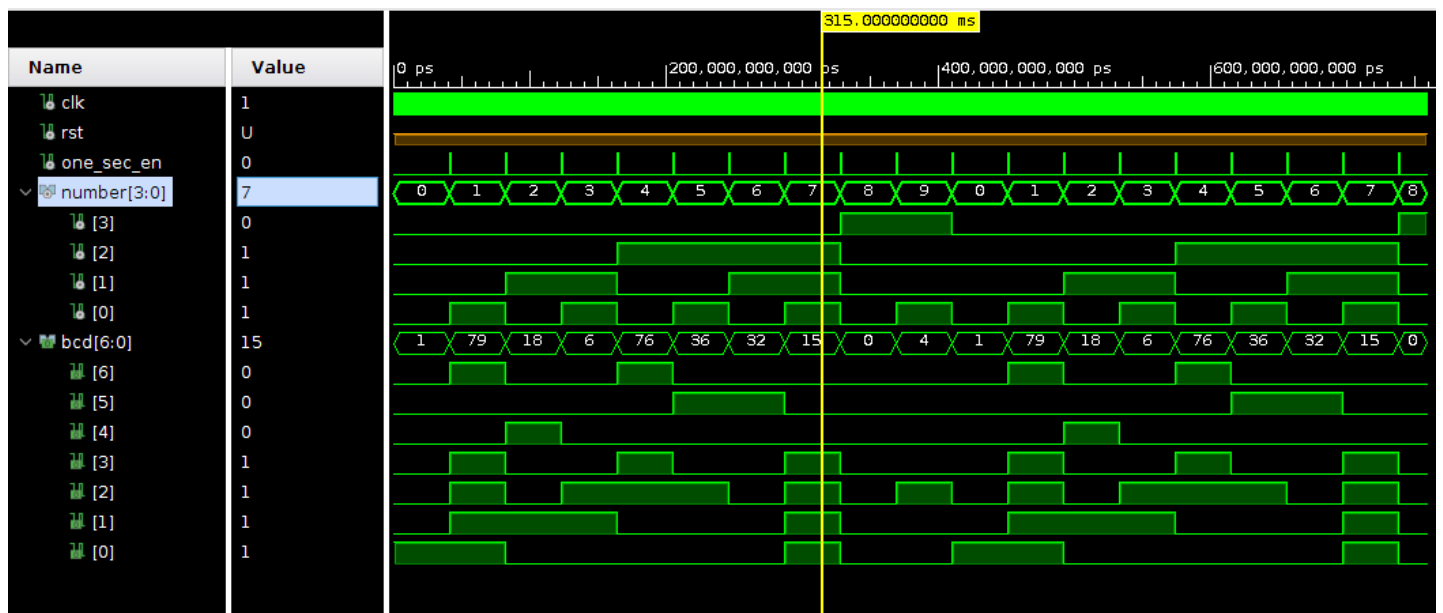 315.000000000 ms
Name Value
0 ps 200,000,000,000 ps 400,000,000,000 ps 600,000,000,000 ps
clk 1
rst U
one_sec_en 0
number[3:0] 7 0 1 2 3 4 5 6 7 8 9 0 1 2 3 4 5 6 7 8
[3] 0
[2] 1
[1] 1
[0] 1
bcd[6:0] 15 1 79 18 6 76 36 32 15 0 4 1 79 18 6 76 36 32 15 0
[6] 0
[5] 0
[4] 0
[3] 1
[2] 1
[1] 1
[0] 1